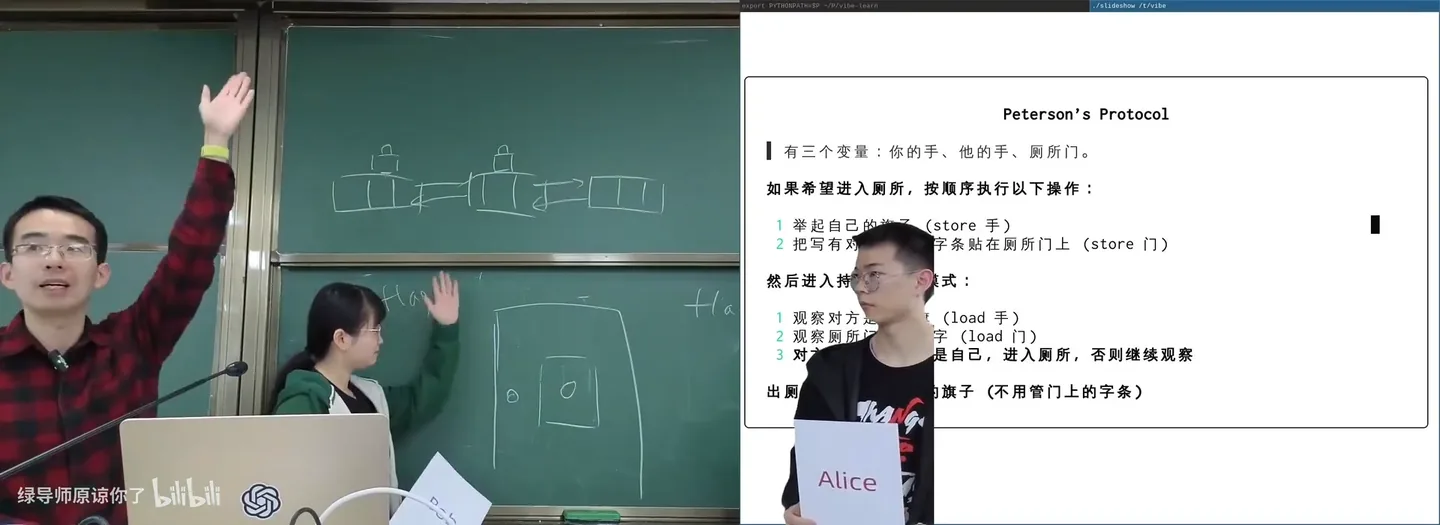 export PYTHONPATH=$P ~/P/vibe-learn
./slideshow /t/vibe
Peterson's Protocol
有三个变量：你的手、他的手、厕所门。
如果希望进入厕所，按顺序执行以下操作：
1 举起自己的旗子 (store 手)
2 把写有对 字条贴在厕所门上 (store 门)
然后进入持 模式：
1 观察对方是 (load 手)
2 观察厕所门 字 (load 门)
3 对 是自己，进入厕所，否则继续观察
出厕 的旗子 (不用管门上的字条)
Alice
Bob
绿导师原谅你了 bilibili